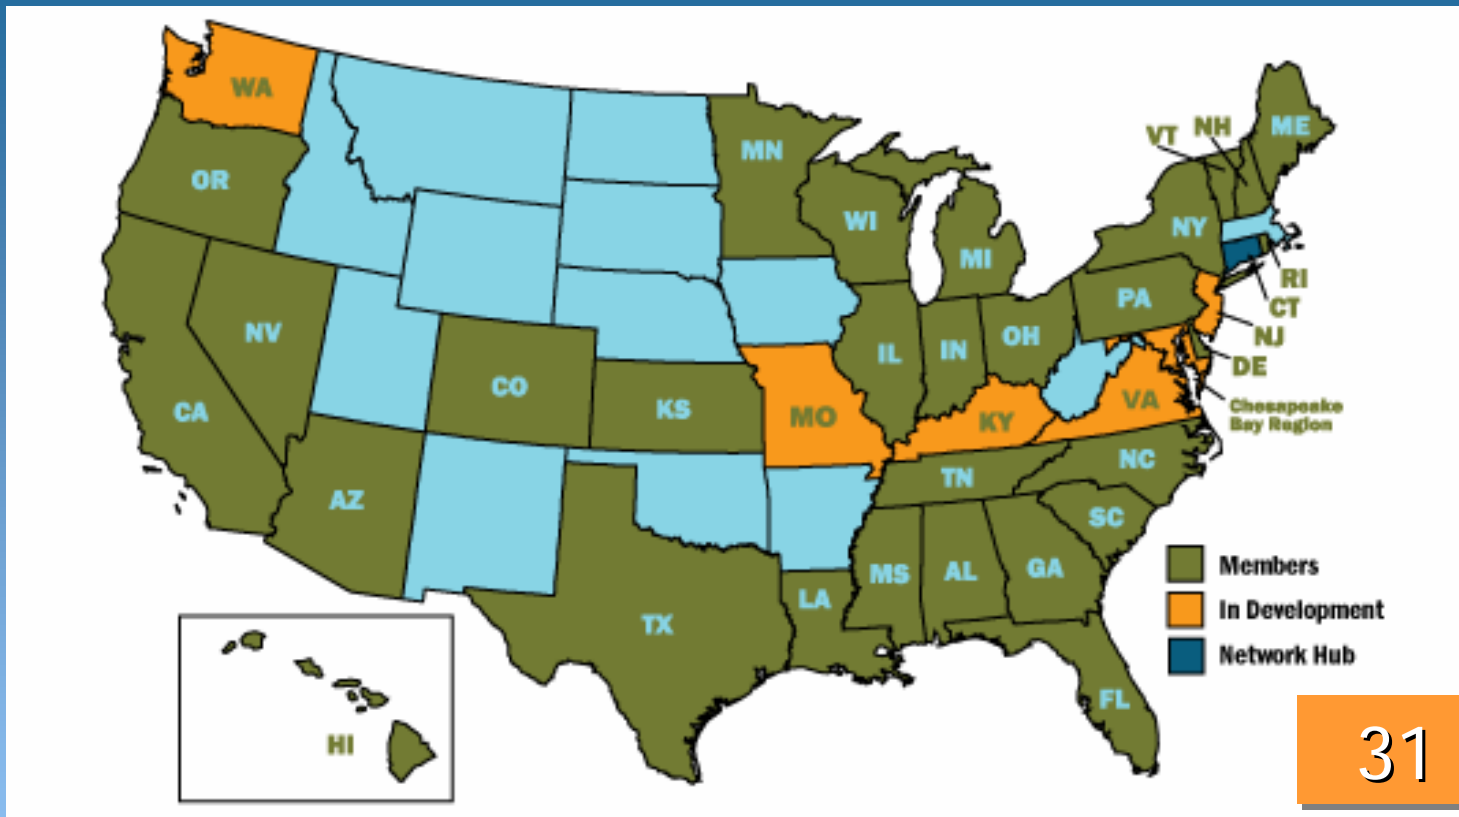 WA
VT NH ME
OR
MN
WI
MI
NY
RI
CT
NJ
DE
PA
NV
IL IN OH
CO
KS
CA
MO
KY
VA
Chesapeake
Bay Region
AZ
TN
NC
SC
MS AL GA
LA
TX
FL
HI
Members
In Development
Network Hub
31